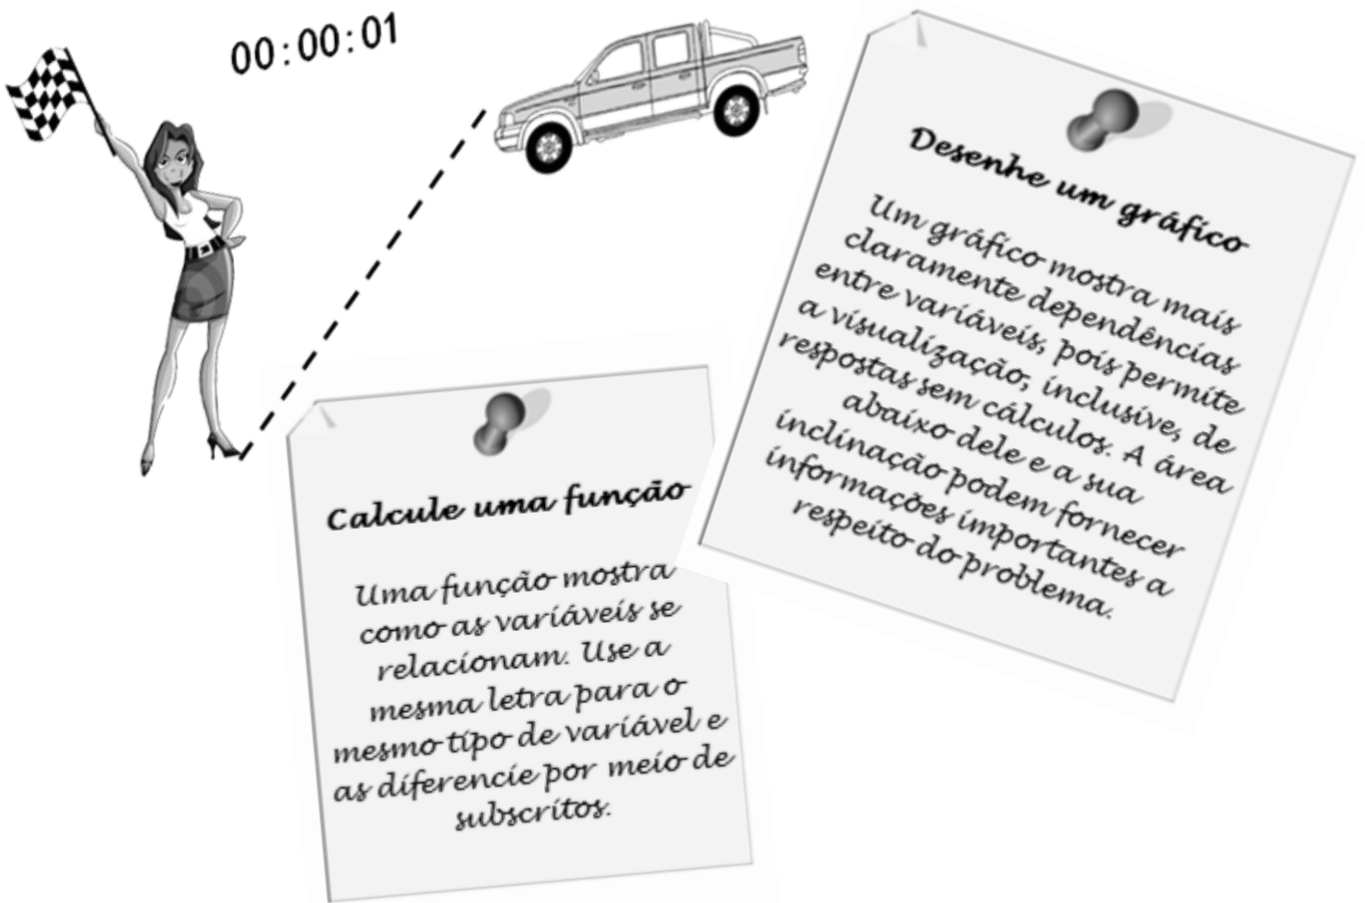 00:00:01
Desenhe um gráfico
Um gráfico mostra mais
claramente dependências
entre variáveis, pois permite
a visualização, inclusive, de
respostas sem cálculos. A área
abaixo dele e a sua
inclinação podem fornecer
informações importantes a
respeito do problema.
Calcule uma função
Uma função mostra
como as variáveis se
relacionam. Use a
mesma letra para o
mesmo tipo de variável e
as diferencie por meio de
subscritos.